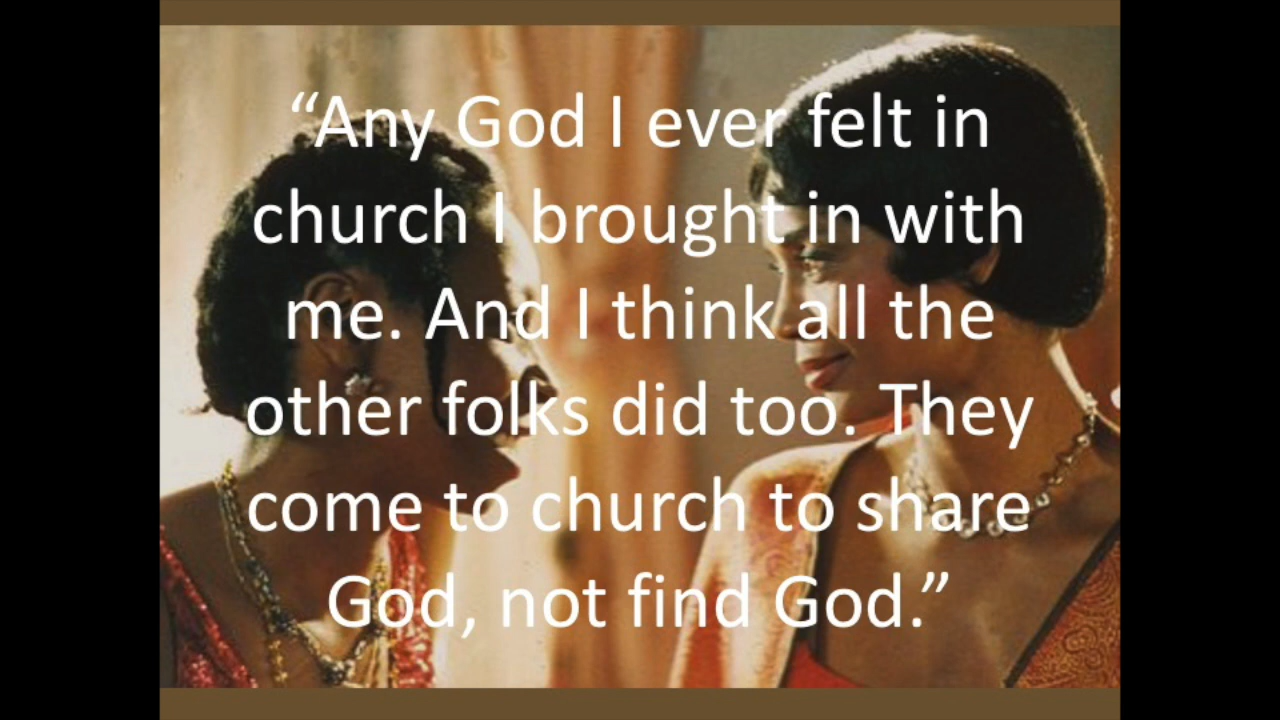 “Any God I ever felt in
church I brought in with
me. And I think all the
other folks did too. They
come to church to share
God, not find God.”